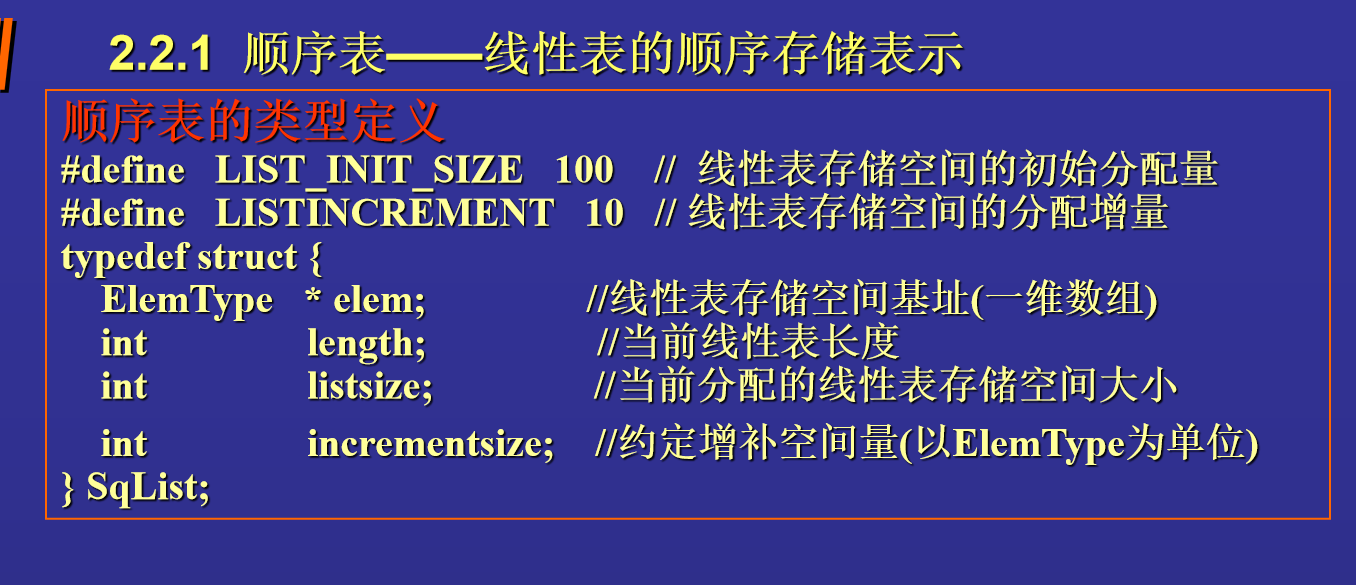 2.2.1 顺序表——线性表的顺序存储表示
顺序表的类型定义
#define LIST_INIT_SIZE 100 // 线性表存储空间的初始分配量
#define LISTINCREMENT 10 // 线性表存储空间的分配增量
typedef struct {
ElemType * elem; //线性表存储空间基址(一维数组)
int length; //当前线性表长度
int listsize; //当前分配的线性表存储空间大小
int incrementsize; //约定增补空间量(以ElemType为单位)
} SqList;